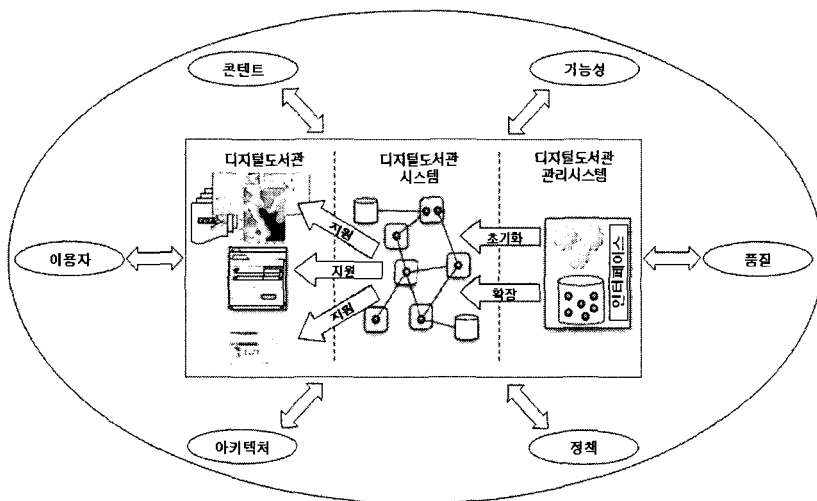 콘텐트
기능성
디지털도서관
디지털도서관
시스템
디지털도서관
관리시스템
지원
초기화
이용자
지원
인터페이스
품질
확장
지원
아키텍처
정책